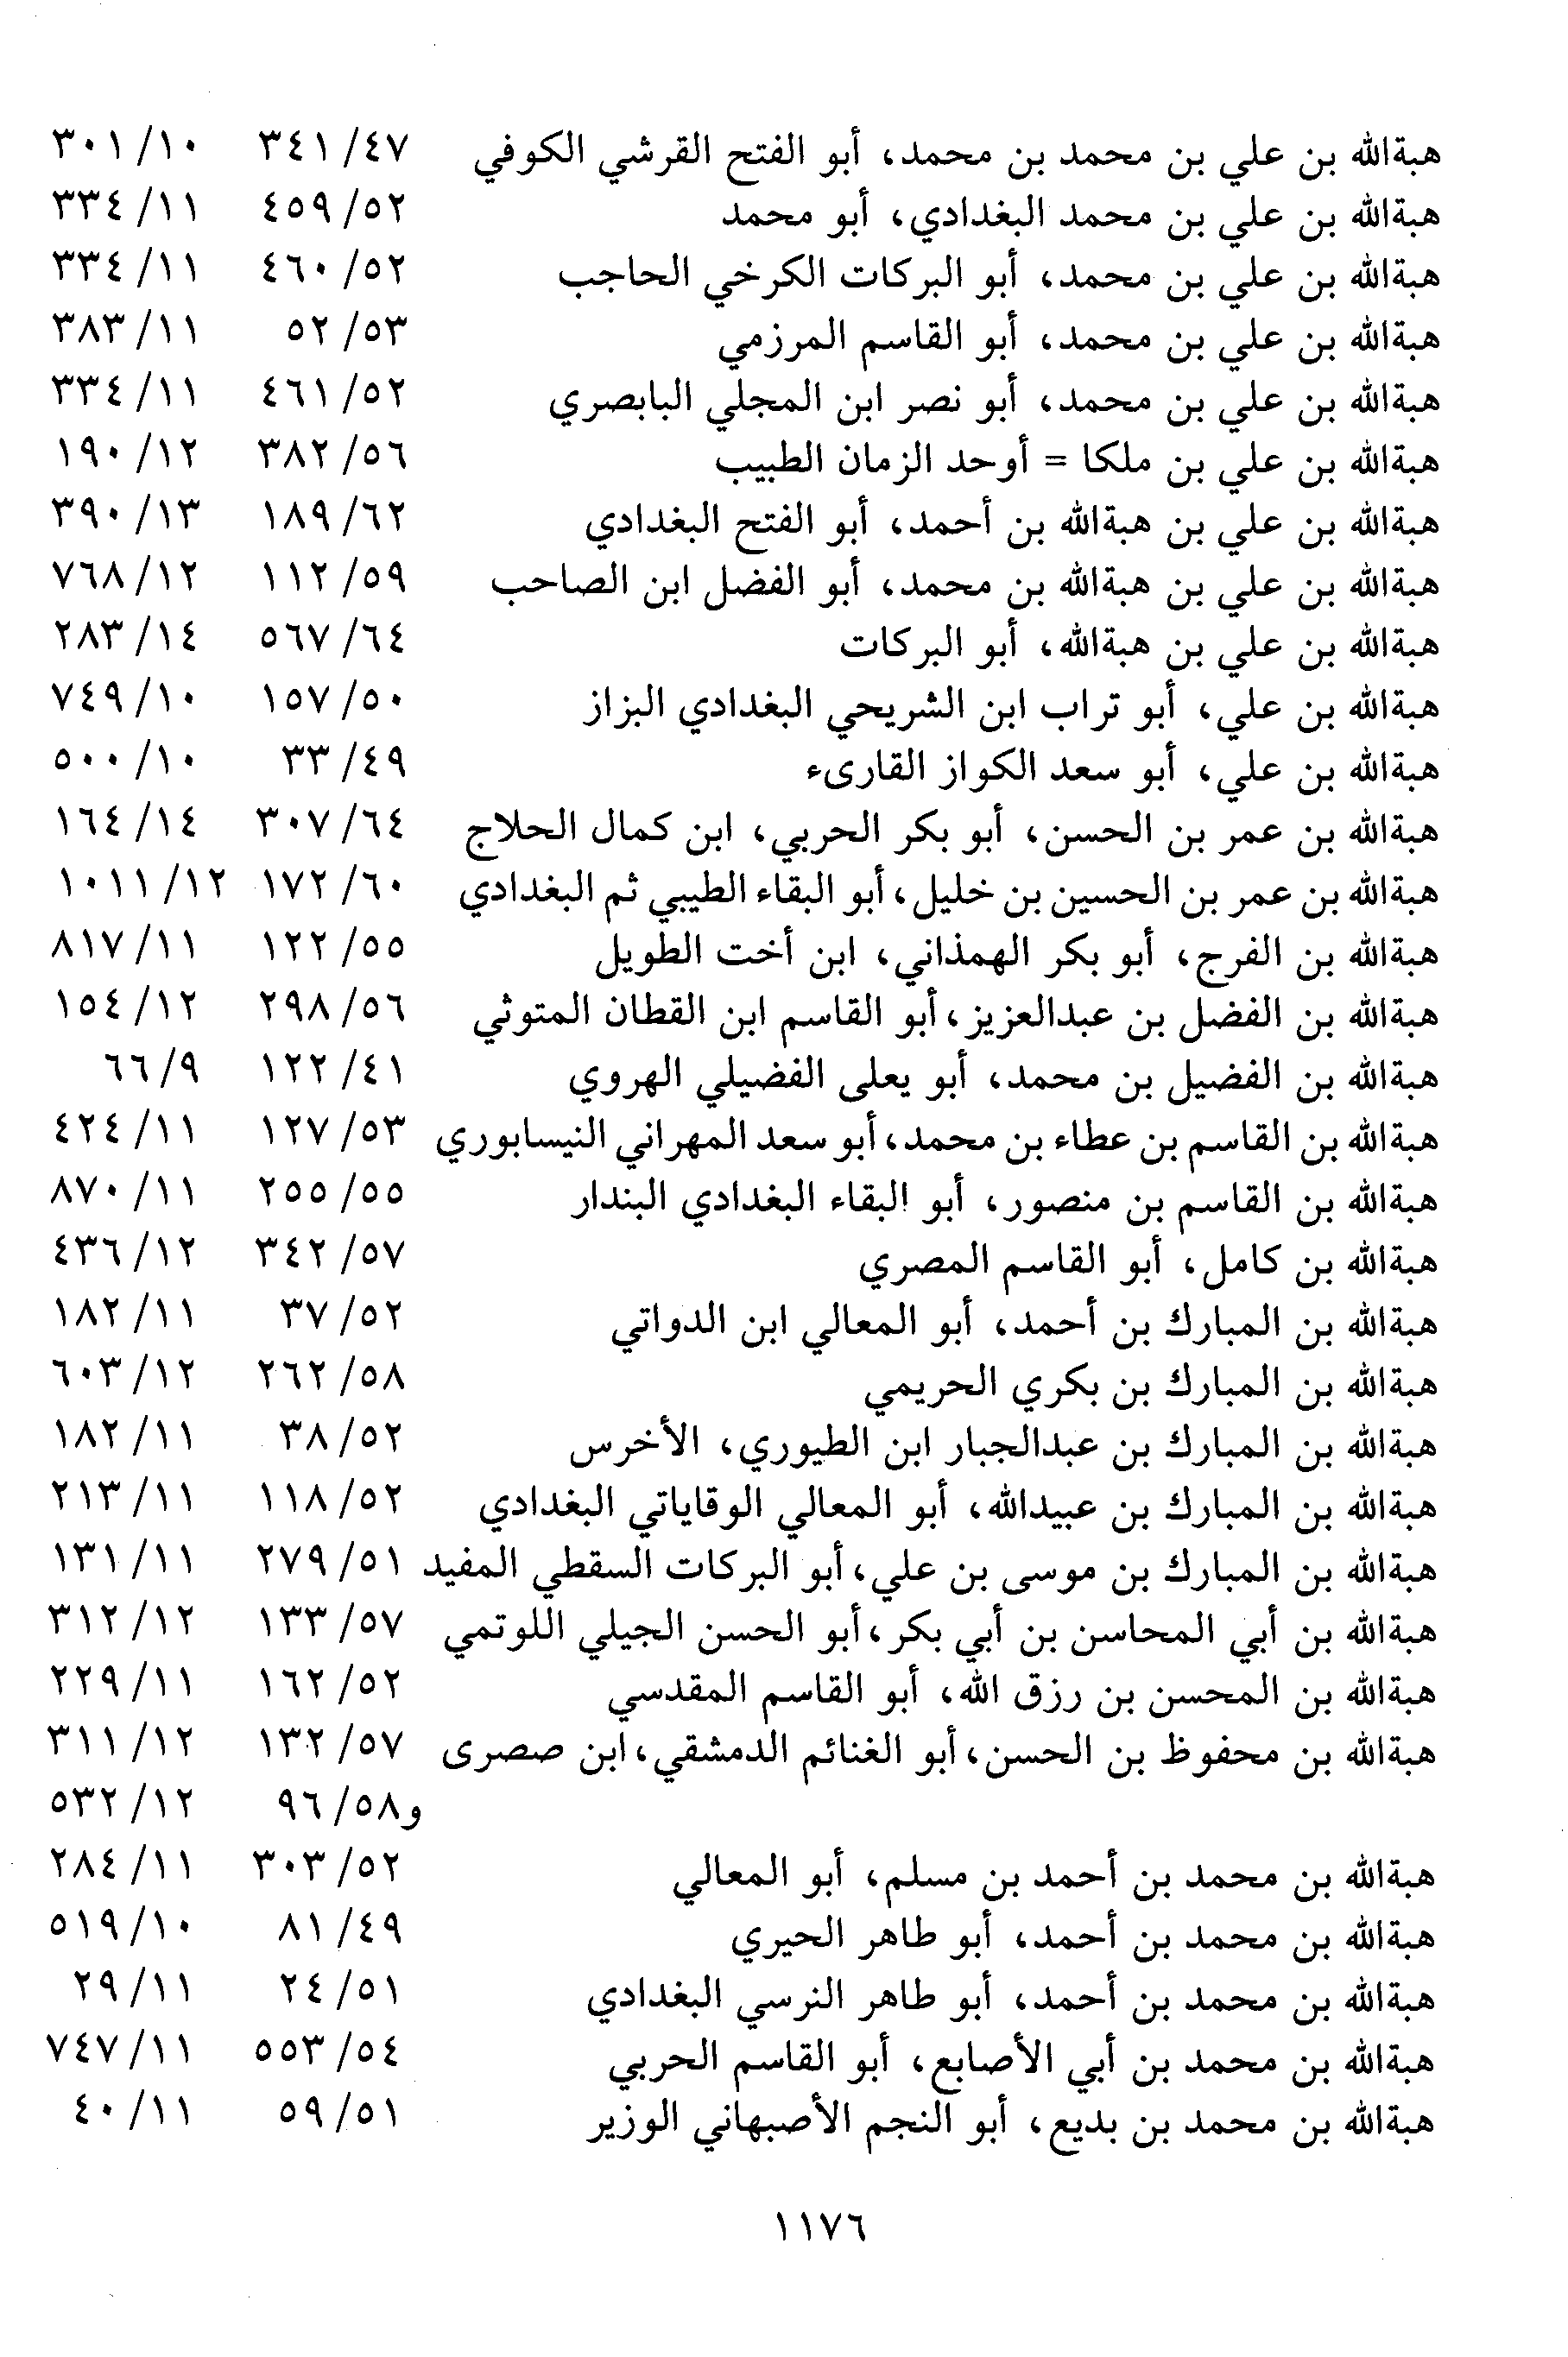 هبةالله بن علي بن محمد بن محمد، أبو الفتح القرشي الكوفي ٤٧/ ٣٤١ ١٠/ ٣٠١
هبةالله بن علي بن محمد البغدادي، أبو محمد ٥٢/ ٤٥٩ ١١/ ٣٣٤
هبةالله بن علي بن محمد، أبو البركات الكرخي الحاجب ٥٢/ ٤٦٠ ١١/ ٣٣٤
هبةالله بن علي بن محمد، أبو القاسم المرزمي ٥٣/ ٥٢ ١١/ ٣٨٣
هبةالله بن علي بن محمد، أبو نصر ابن المجلي البابصري ٥٢/ ٤٦١ ١١/ ٣٣٤
هبةالله بن علي بن ملكا = أوحد الزمان الطبيب ٥٦/ ٣٨٢ ١٢/ ١٩٠
هبةالله بن علي بن هبةالله بن أحمد، أبو الفتح البغدادي ٦٢/ ١٨٩ ١٣/ ٣٩٠
هبةالله بن علي بن هبةالله بن محمد، أبو الفضل ابن الصاحب ٥٩/ ١١٢ ١٢/ ٧٦٨
هبةالله بن علي بن هبةالله، أبو البركات ٦٤/ ٥٦٧ ١٤/ ٢٨٣
هبةالله بن علي، أبو تراب ابن الشريحي البغدادي البزاز ٥٠/ ١٥٧ ١٠/ ٧٤٩
هبةالله بن علي، أبو سعد الكواز القارىء ٤٩/ ٣٣ ١٠/ ٥٠٠
هبةالله بن عمر بن الحسن، أبو بكر الحربي، ابن كمال الحلاج ٦٤/ ٣٠٧ ١٤/ ١٦٤
هبةالله بن عمر بن الحسين بن خليل، أبو البقاء الطيبي ثم البغدادي ٦٠/ ١٧٢ ١٢/ ١٠١١
هبةالله بن الفرج، أبو بكر الهمذاني، ابن أخت الطويل ٥٥/ ١٢٢ ١١/ ٨١٧
هبةالله بن الفضل بن عبدالعزيز، أبو القاسم ابن القطان المتوثي ٥٦/ ٢٩٨ ١٢/ ١٥٤
هبةالله بن الفضيل بن محمد، أبو يعلى الفضيلي الهروي ٤١/ ١٢٢ ٩/ ٦٦
هبةالله بن القاسم بن عطاء بن محمد، أبو سعد المهراني النيسابوري ٥٣/ ١٢٧ ١١/ ٤٢٤
هبةالله بن القاسم بن منصور، أبو البقاء البغدادي البندار ٥٥/ ٢٥٥ ١١/ ٨٧٠
هبةالله بن كامل، أبو القاسم المصري ٥٧/ ٣٤٢ ١٢/ ٤٣٦
هبةالله بن المبارك بن أحمد، أبو المعالي ابن الدواتي ٥٢/ ٣٧ ١١/ ١٨٢
هبةالله بن المبارك بن بكري الحريمي ٥٨/ ٢٦٢ ١٢/ ٦٠٣
هبةالله بن المبارك بن عبدالجبار ابن الطيوري، الأخرس ٥٢/ ٣٨ ١١/ ١٨٢
هبةالله بن المبارك بن عبيدالله، أبو المعالي الوقاياتي البغدادي ٥٢/ ١١٨ ١١/ ٢١٣
هبةالله بن المبارك بن موسى بن علي، أبو البركات السقطي المفيد ٥١/ ٢٧٩ ١١/ ١٣١
هبةالله بن أبي المحاسن بن أبي بكر، أبو الحسن الجيلي اللوتمي ٥٧/ ١٣٣ ١٢/ ٣١٢
هبةالله بن المحسن بن رزق الله، أبو القاسم المقدسي ٥٢/ ١٦٢ ١١/ ٢٢٩
هبةالله بن محفوظ بن الحسن، أبو الغنائم الدمشقي، ابن صصرى ٥٧/ ١٣٢ ١٢/ ٣١١
و٥٨/ ٩٦ ١٢/ ٥٣٢
هبةالله بن محمد بن أحمد بن مسلم، أبو المعالي ٥٢/ ٣٠٣ ١١/ ٢٨٤
هبةالله بن محمد بن أحمد، أبو طاهر الحيري ٤٩/ ٨١ ١٠/ ٥١٩
هبةالله بن محمد بن أحمد، أبو طاهر النرسي البغدادي ٥١/ ٢٤ ١١/ ٢٩
هبةالله بن محمد بن أبي الأصابع، أبو القاسم الحربي ٥٤/ ٥٥٣ ١١/ ٧٤٧
هبةالله بن محمد بن بديع، أبو النجم الأصبهاني الوزير ٥١/ ٥٩ ١١/ ٤٠
١١٧٦